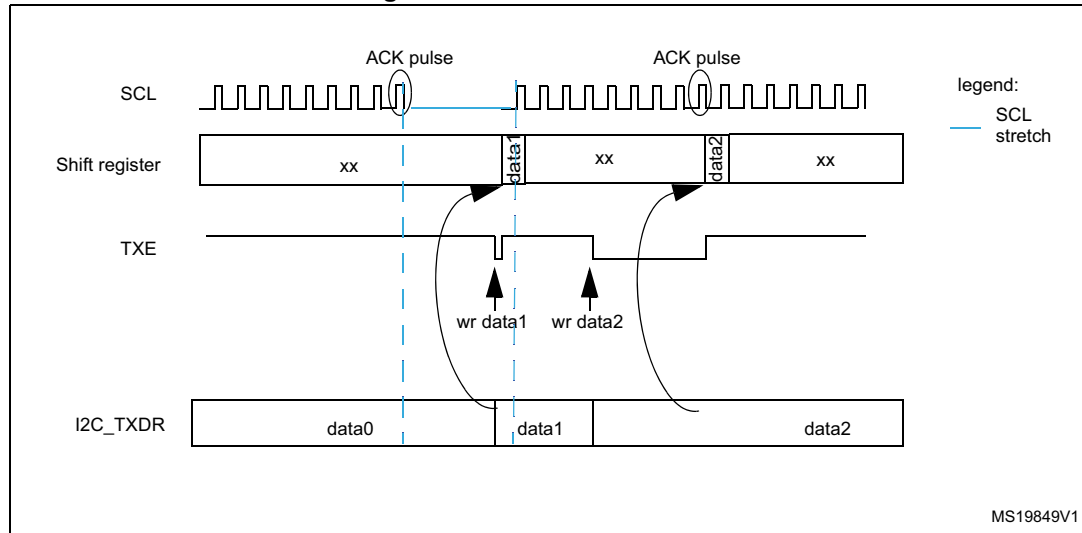 ACK pulse
ACK pulse
legend:
SCL
SCL
stretch
Shift register
xx
data1
xx
data2
xx
TXE
wr data1
wr data2
I2C_TXDR
data0
data1
data2
MS19849V1